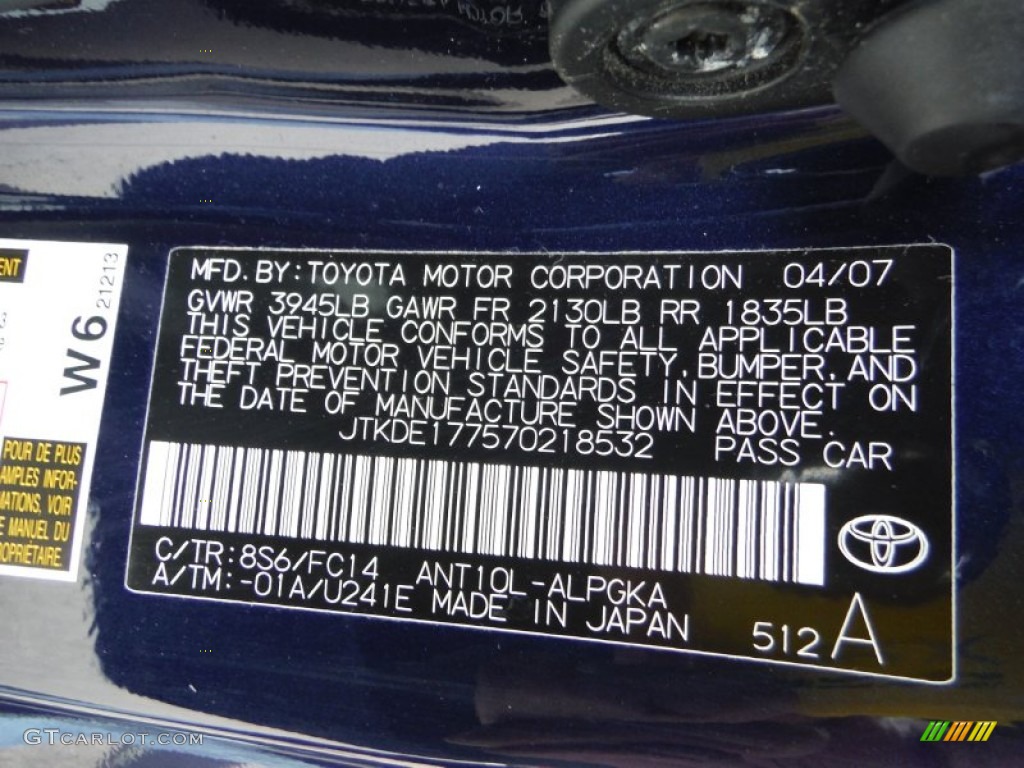 MFD. BY: TOYOTA MOTOR CORPORATION 04/07
GVWR 3945LB GAWR FR 2130LB RR 1835LB
THIS VEHICLE CONFORMS TO ALL APPLICABLE
FEDERAL MOTOR VEHICLE SAFETY, BUMPER, AND
THEFT PREVENTION STANDARDS IN EFFECT ON
THE DATE OF MANUFACTURE SHOWN ABOVE.
JTKDE177570218532 PASS CAR
C/TR: 8S6/FC14 ANT10L-ALPGKA
A/TM: -01A/U241E MADE IN JAPAN
512 A
W6 21213
ENT
POUR DE PLUS
AMPLES INFOR-
MATIONS, VOIR
E MANUEL DU
OPRIÉTAIRE.
GTCARLOT.COM